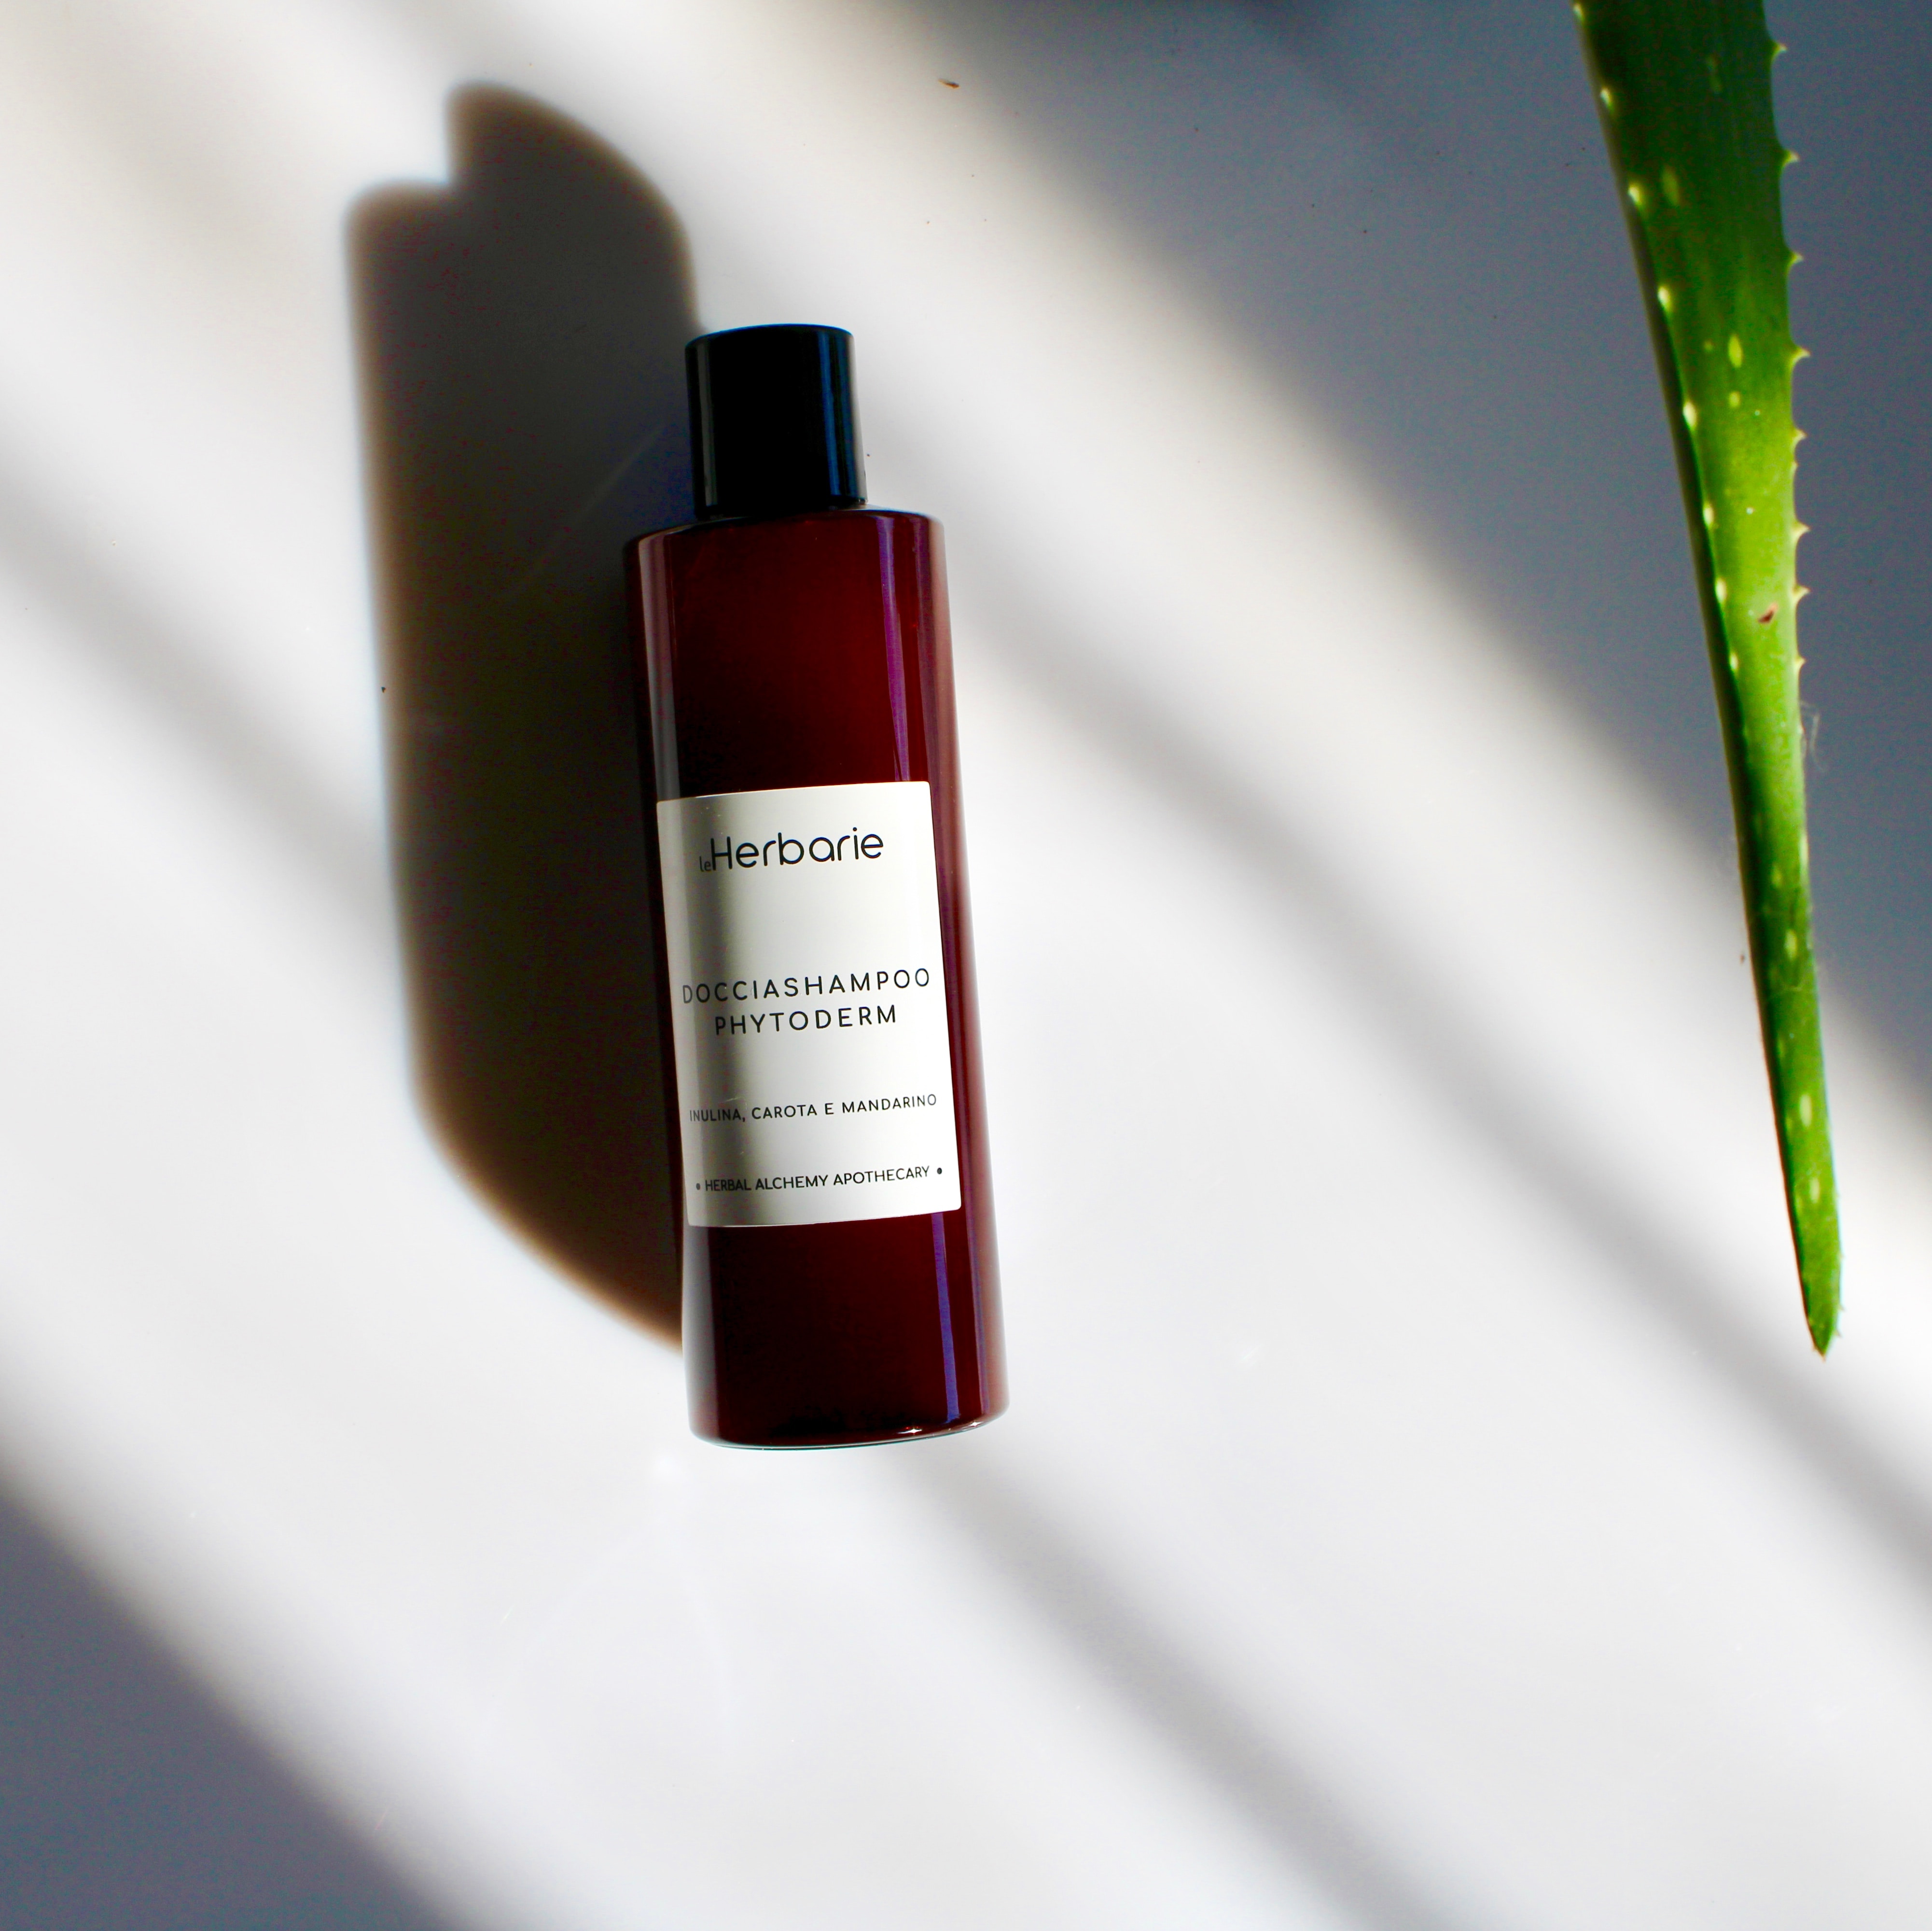 leHerbarie
DOCCIASHAMPOO
PHYTODERM
INULINA, CAROTA E MANDARINO
• HERBAL ALCHEMY APOTHECARY •